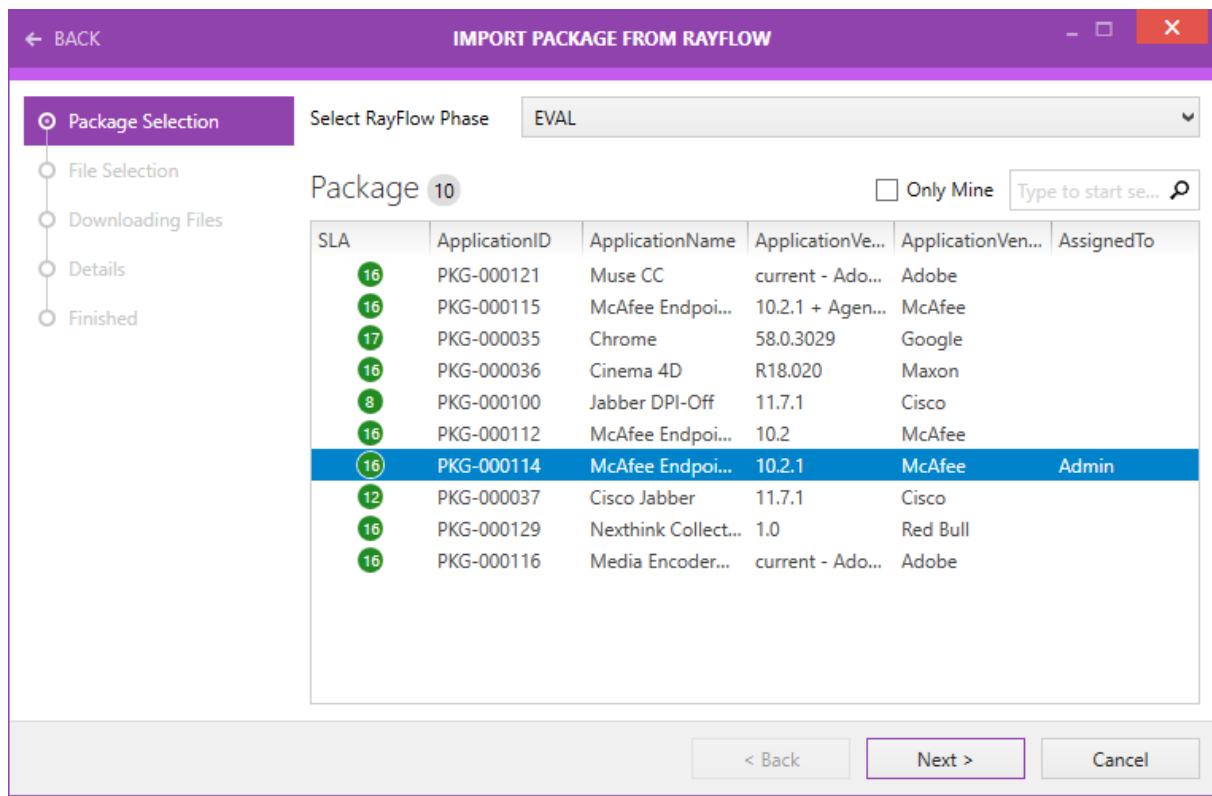 ← BACK IMPORT PACKAGE FROM RAYFLOW
Package Selection
File Selection
Downloading Files
Details
Finished
Select RayFlow Phase EVAL
Package 10 Only Mine Type to start se...
SLA ApplicationID ApplicationName ApplicationVe... ApplicationVen... AssignedTo
16 PKG-000121 Muse CC current - Ado... Adobe
16 PKG-000115 McAfee Endpoi... 10.2.1 + Agen... McAfee
17 PKG-000035 Chrome 58.0.3029 Google
16 PKG-000036 Cinema 4D R18.020 Maxon
8 PKG-000100 Jabber DPI-Off 11.7.1 Cisco
16 PKG-000112 McAfee Endpoi... 10.2 McAfee
16 PKG-000114 McAfee Endpoi... 10.2.1 McAfee Admin
12 PKG-000037 Cisco Jabber 11.7.1 Cisco
16 PKG-000129 Nexthink Collect... 1.0 Red Bull
16 PKG-000116 Media Encoder... current - Ado... Adobe
< Back Next > Cancel